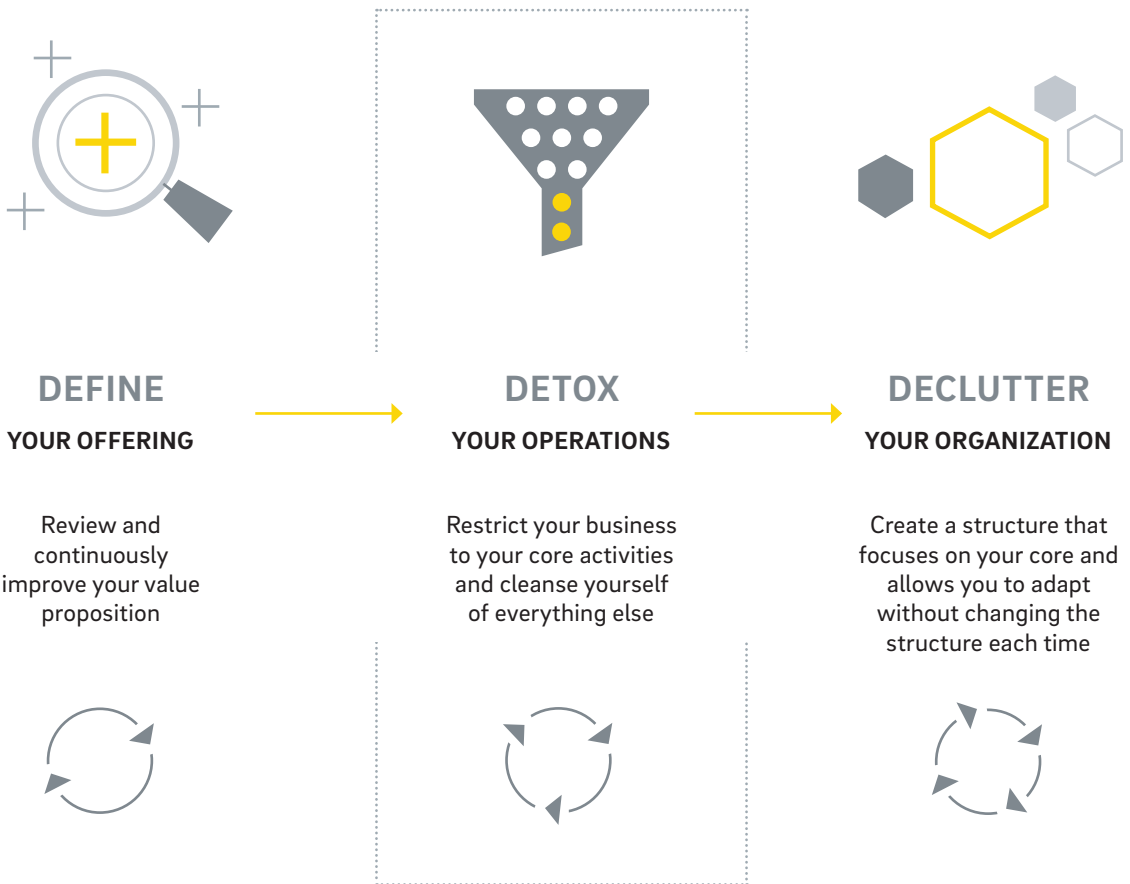 DEFINE
YOUR OFFERING
Review and
continuously
improve your value
proposition
DETOX
YOUR OPERATIONS
Restrict your business
to your core activities
and cleanse yourself
of everything else
DECLUTTER
YOUR ORGANIZATION
Create a structure that
focuses on your core and
allows you to adapt
without changing the
structure each time